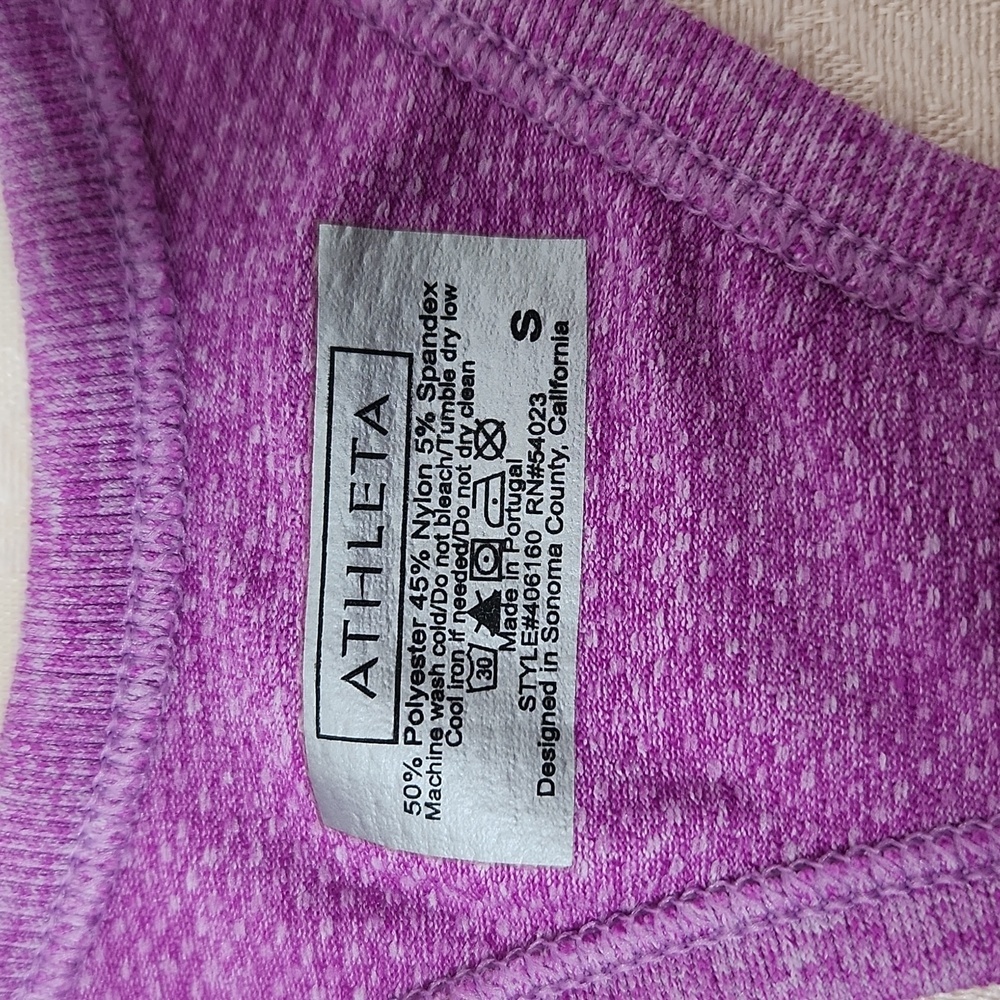 ATHLETA
50% Polyester 45% Nylon 5% Spandex
Machine wash cold/Do not bleach/Tumble dry low
Cool iron if needed/Do not dry clean
30
Made in Portugal
STYLE#406160 RN#54023
S
Designed in Sonoma County, California